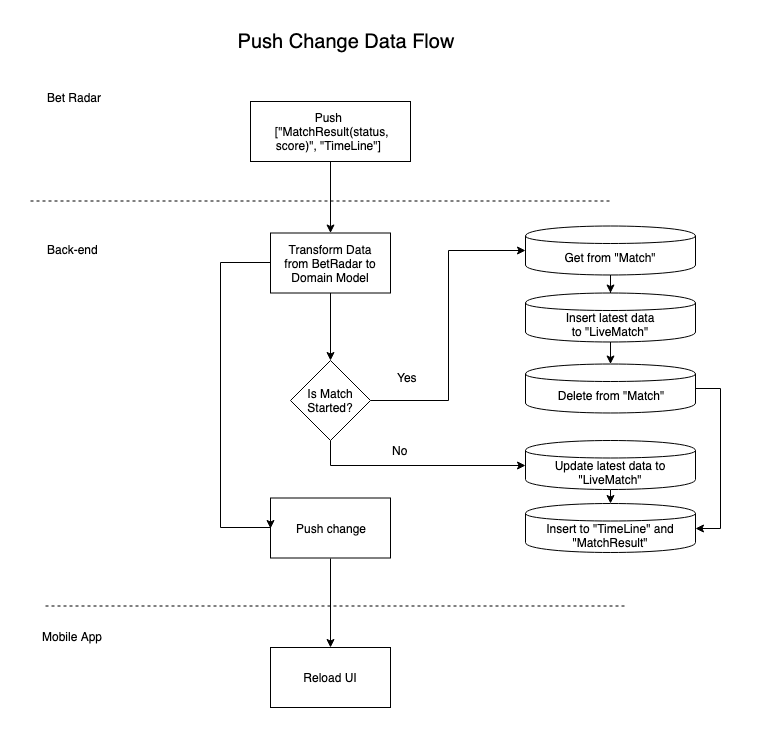 Push Change Data Flow
Bet Radar
Push
["MatchResult(status,
score)", "TimeLine"]
Back-end
Transform Data
from BetRadar to
Domain Model
Get from "Match"
Insert latest data
to "LiveMatch"
Yes
Is Match
Started?
Delete from "Match"
No
Update latest data to
"LiveMatch"
Push change
Insert to "TimeLine" and
"MatchResult"
Mobile App
Reload UI